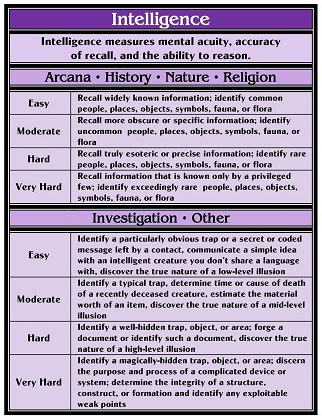 Intelligence
Intelligence measures mental acuity, accuracy
of recall, and the ability to reason.
Arcana • History • Nature • Religion
Easy
Recall widely known information; identify common
people, places, objects, symbols, fauna, or flora
Moderate
Recall more obscure or specific information; identify
uncommon people, places, objects, symbols, fauna, or
flora
Hard
Recall truly esoteric or precise information; identify rare
people, places, objects, symbols, fauna, or flora
Very Hard
Recall information that is known only by a privileged
few; identify exceedingly rare people, places, objects,
symbols, fauna, or flora
Investigation • Other
Easy
Identify a particularly obvious trap or a secret or coded
message left by a contact, communicate a simple idea
with an intelligent creature you don't share a language
with, discover the true nature of a low-level illusion
Moderate
Identify a typical trap, determine time or cause of death
of a recently deceased creature, estimate the material
worth of an item, discover the true nature of a mid-level
illusion
Hard
Identify a well-hidden trap, object, or area; forge a
document or identify such a document, discover the true
nature of a high-level illusion
Very Hard
Identify a magically-hidden trap, object, or area; discern
the purpose and process of a complicated device or
system; determine the integrity of a structure,
construct, or formation and identify any exploitable
weak points